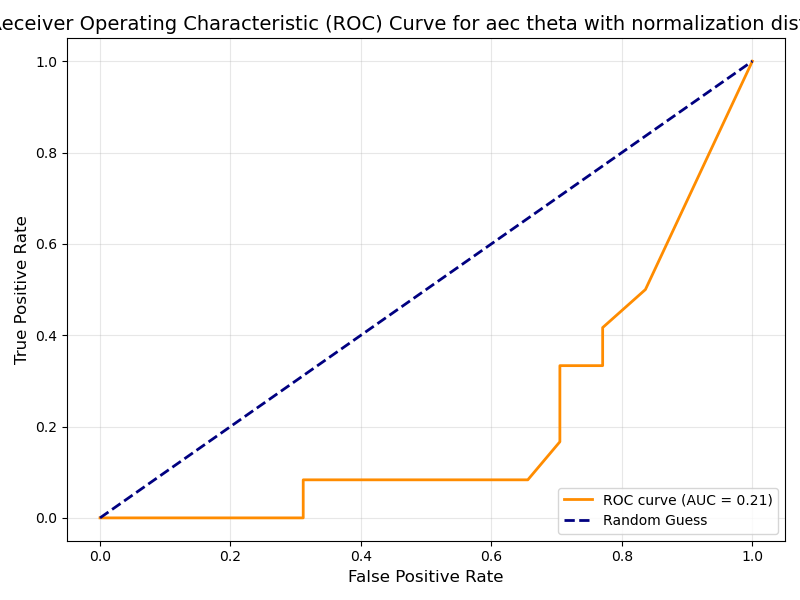 eceiver Operating Characteristic (ROC) Curve for aec theta with normalization dist
1.0
0.8
0.6
0.4
0.2
0.0
True Positive Rate
0.0 0.2 0.4 0.6 0.8 1.0
False Positive Rate
ROC curve (AUC = 0.21)
Random Guess